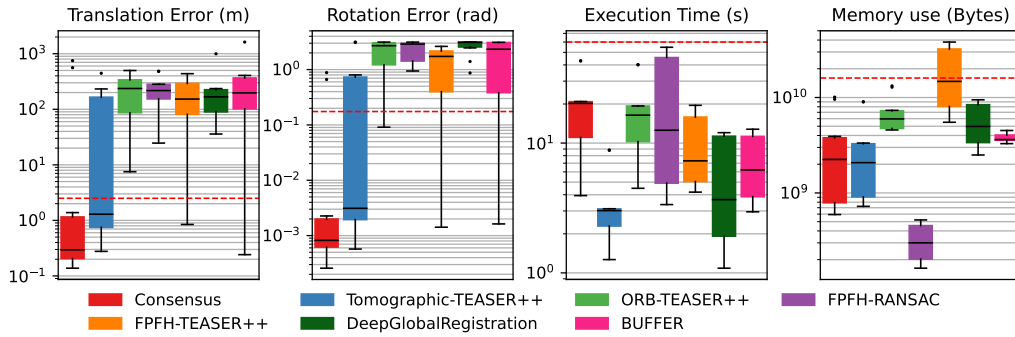 Translation Error (m) Rotation Error (rad) Execution Time (s) Memory use (Bytes)
10³ 10² 10¹ 10⁰ 10⁻¹
10⁰ 10⁻¹ 10⁻² 10⁻³
10¹ 10⁰
10¹⁰ 10⁹
Consensus Tomographic-TEASER++ ORB-TEASER++ FPFH-RANSAC
FPFH-TEASER++ DeepGlobalRegistration BUFFER